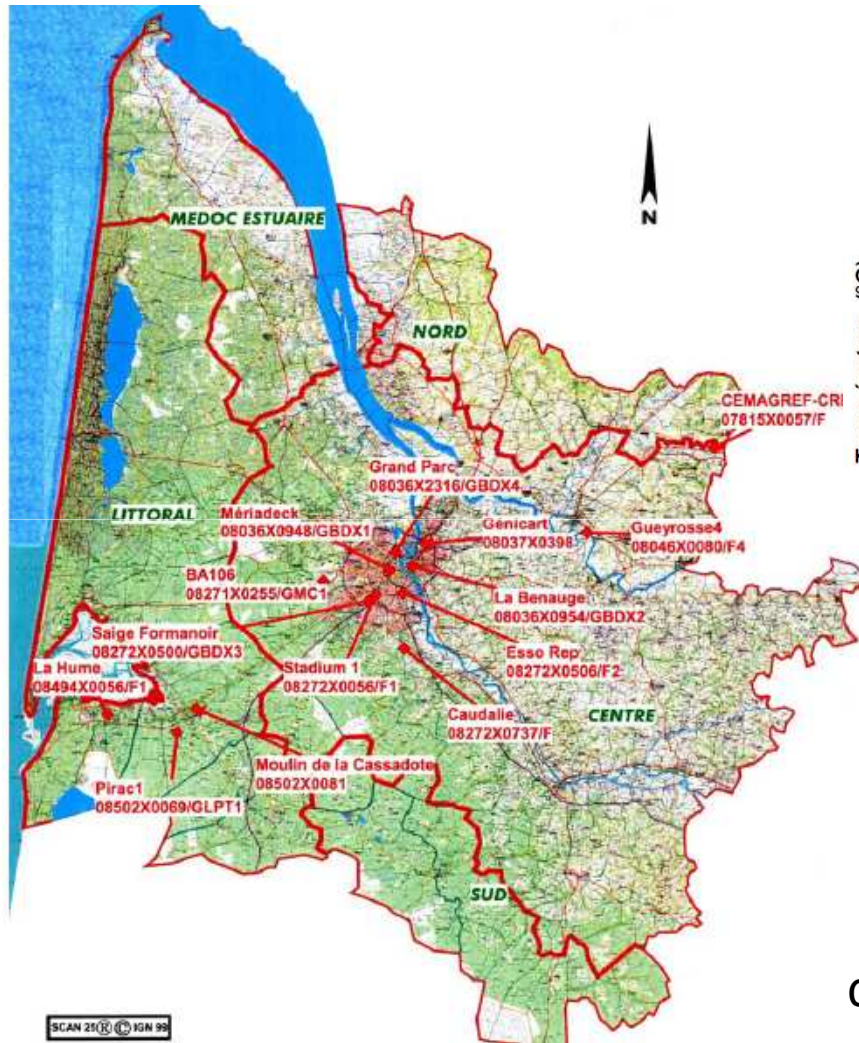 N
MEDOC ESTUAIRE
NORD
CEMAGREF-CRE
07815X0057/F
Grand Parc
08036X2316/GBDX4
Mériadeck
08036X0948/GBDX1
LITTORAL
Génicart
08037X0398
Gueyrosse4
08046X0080/F4
BA106
08271X0255/GMC1
La Benauge
08036X0954/GBDX2
Saige Formanoir
08272X0500/GBDX3
La Hume
08494X0056/F1
Stadium 1
08272X0056/F1
Esso Rep
08272X0506/F2
Caudalie
08272X0737/F
CENTRE
Moulin de la Cassadote
08502X0081
Pirac1
08502X0069/GLPT1
SUD
SCAN 25® © IGN 99